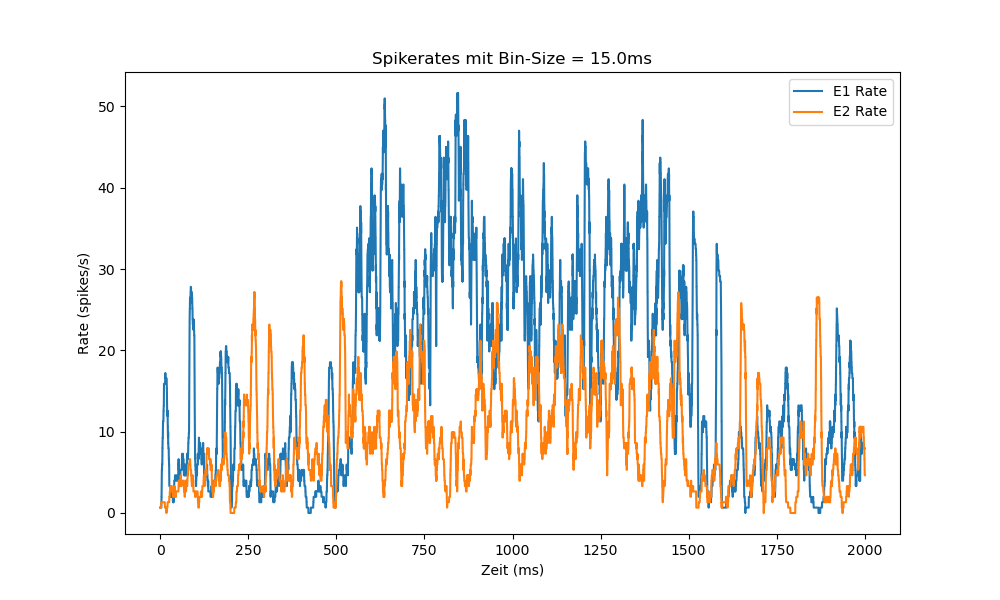 Spikerates mit Bin-Size = 15.0ms
E1 Rate
E2 Rate
50
40
30
20
10
0
Rate (spikes/s)
0 250 500 750 1000 1250 1500 1750 2000
Zeit (ms)